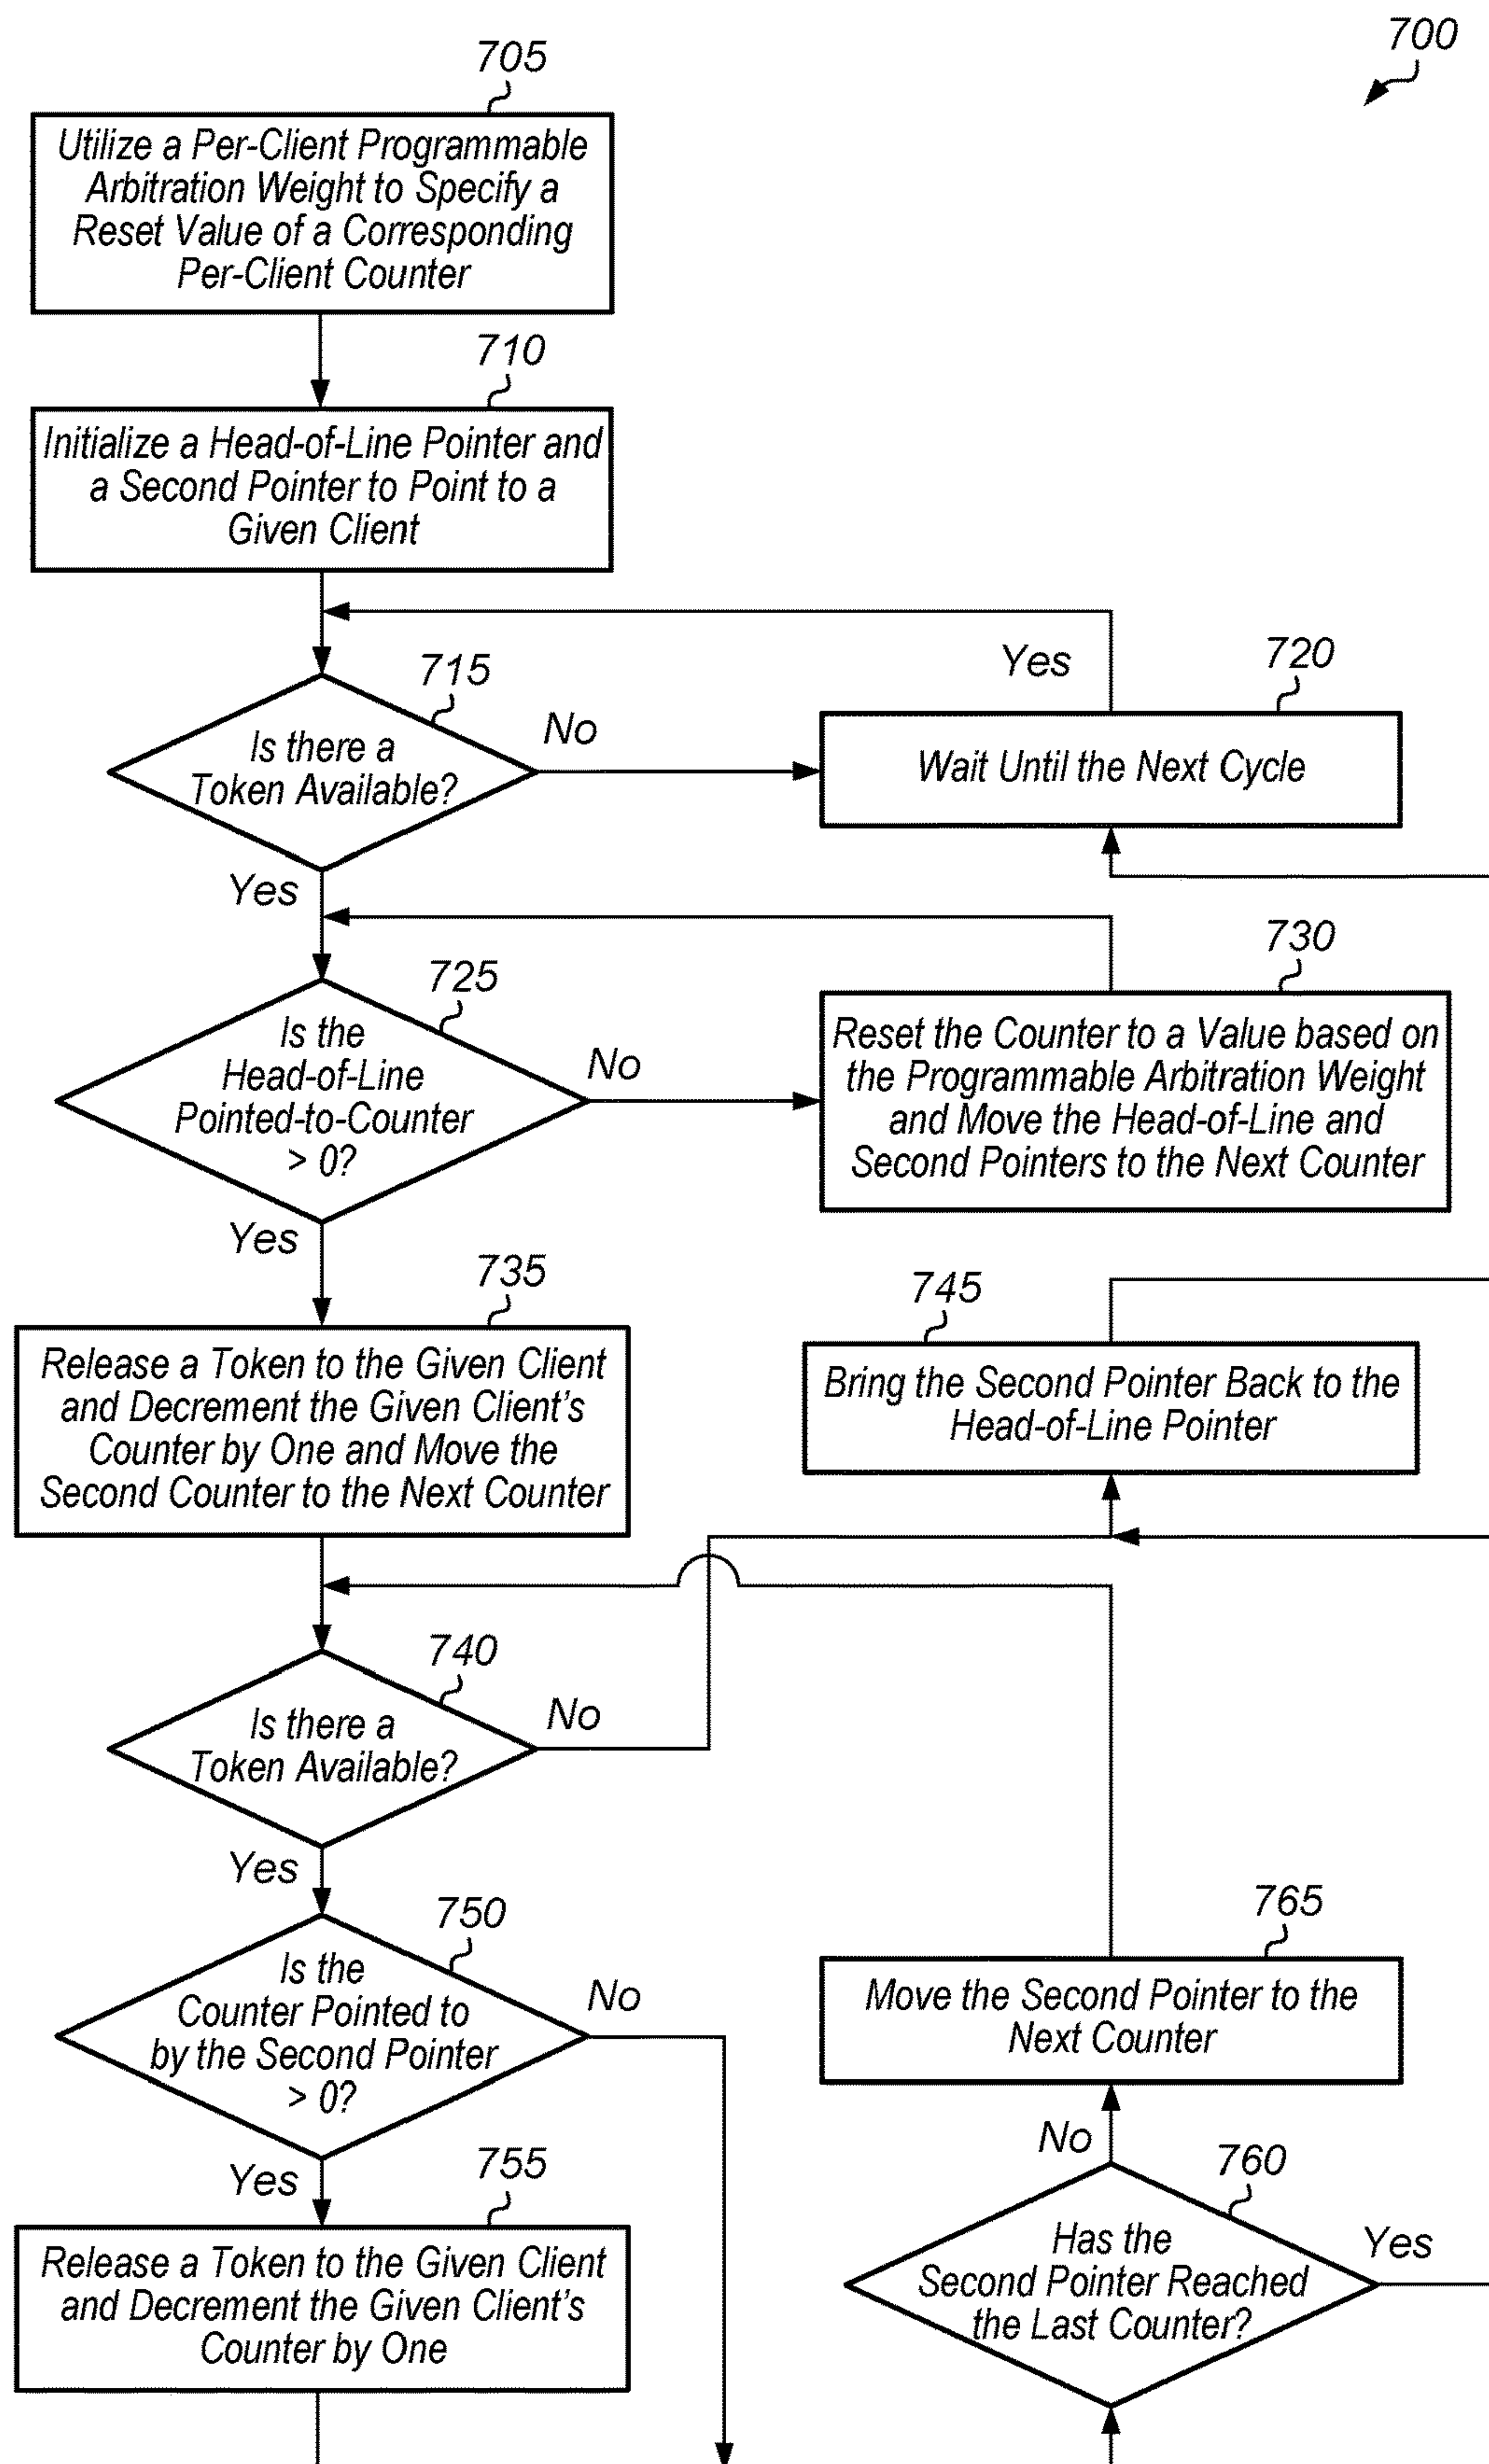 700
705
Utilize a Per-Client Programmable
Arbitration Weight to Specify a
Reset Value of a Corresponding
Per-Client Counter
710
Initialize a Head-of-Line Pointer and
a Second Pointer to Point to a
Given Client
715
Is there a
Token Available?
No
Yes
720
Wait Until the Next Cycle
Yes
725
Is the
Head-of-Line
Pointed-to-Counter
> 0?
No
Yes
730
Reset the Counter to a Value based on
the Programmable Arbitration Weight
and Move the Head-of-Line and
Second Pointers to the Next Counter
735
Release a Token to the Given Client
and Decrement the Given Client's
Counter by One and Move the
Second Counter to the Next Counter
745
Bring the Second Pointer Back to the
Head-of-Line Pointer
740
Is there a
Token Available?
No
Yes
750
Is the
Counter Pointed to
by the Second Pointer
> 0?
No
Yes
765
Move the Second Pointer to the
Next Counter
No
755
Release a Token to the Given Client
and Decrement the Given Client's
Counter by One
760
Has the
Second Pointer Reached
the Last Counter?
Yes